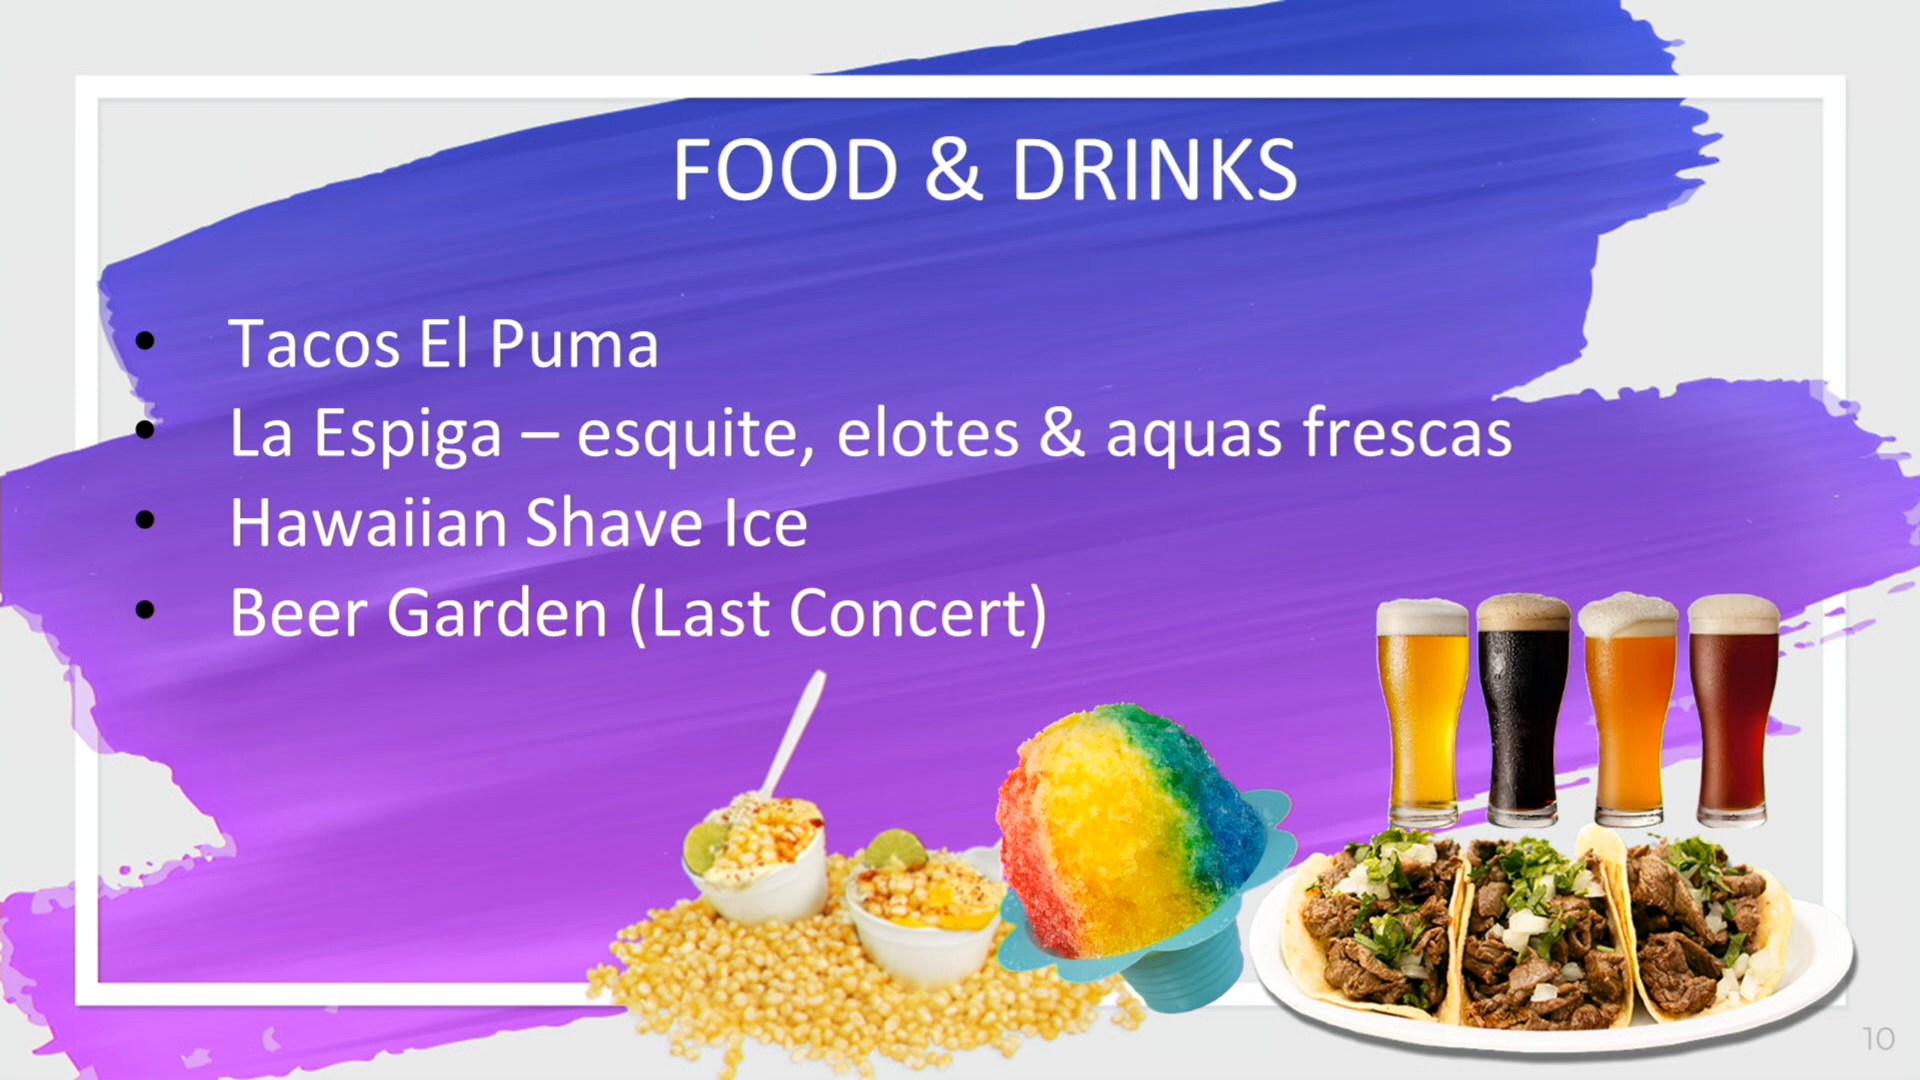 FOOD & DRINKS
• Tacos El Puma
• La Espiga – esquite, elotes & aquas frescas
• Hawaiian Shave Ice
• Beer Garden (Last Concert)
10